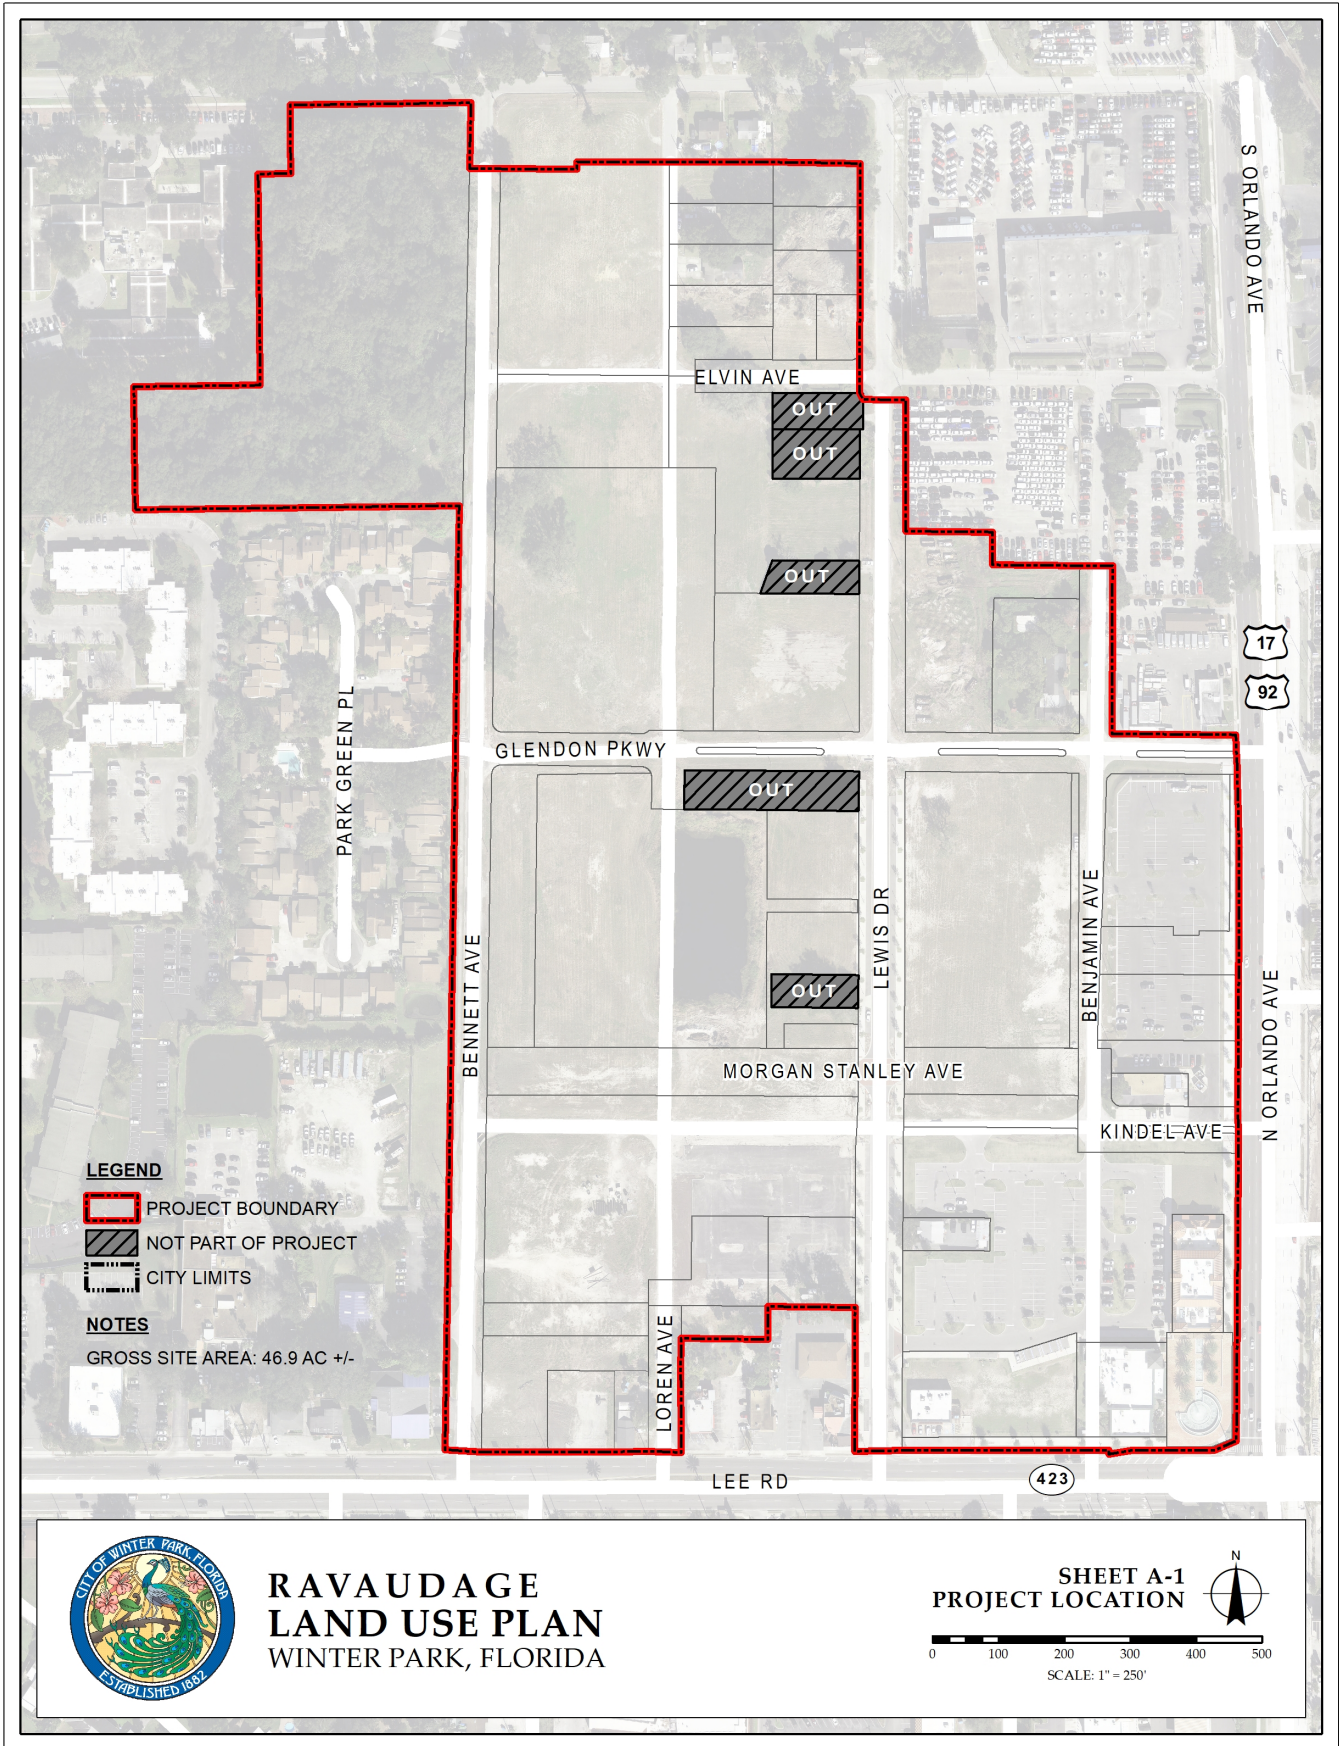 S ORLANDO AVE
ELVIN AVE
OUT
OUT
OUT
17
92
PARK GREEN PL
GLENDON PKWY
OUT
LEWIS DR
BENJAMIN AVE
BENNETT AVE
OUT
N ORLANDO AVE
MORGAN STANLEY AVE
KINDEL AVE
LEGEND
PROJECT BOUNDARY
NOT PART OF PROJECT
CITY LIMITS
NOTES
GROSS SITE AREA: 46.9 AC +/-
LOREN AVE
LEE RD
423
CITY OF WINTER PARK, FLORIDA
ESTABLISHED 1882
RAVAUDAGE
LAND USE PLAN
WINTER PARK, FLORIDA
SHEET A-1
PROJECT LOCATION
N
0 100 200 300 400 500
SCALE: 1" = 250'